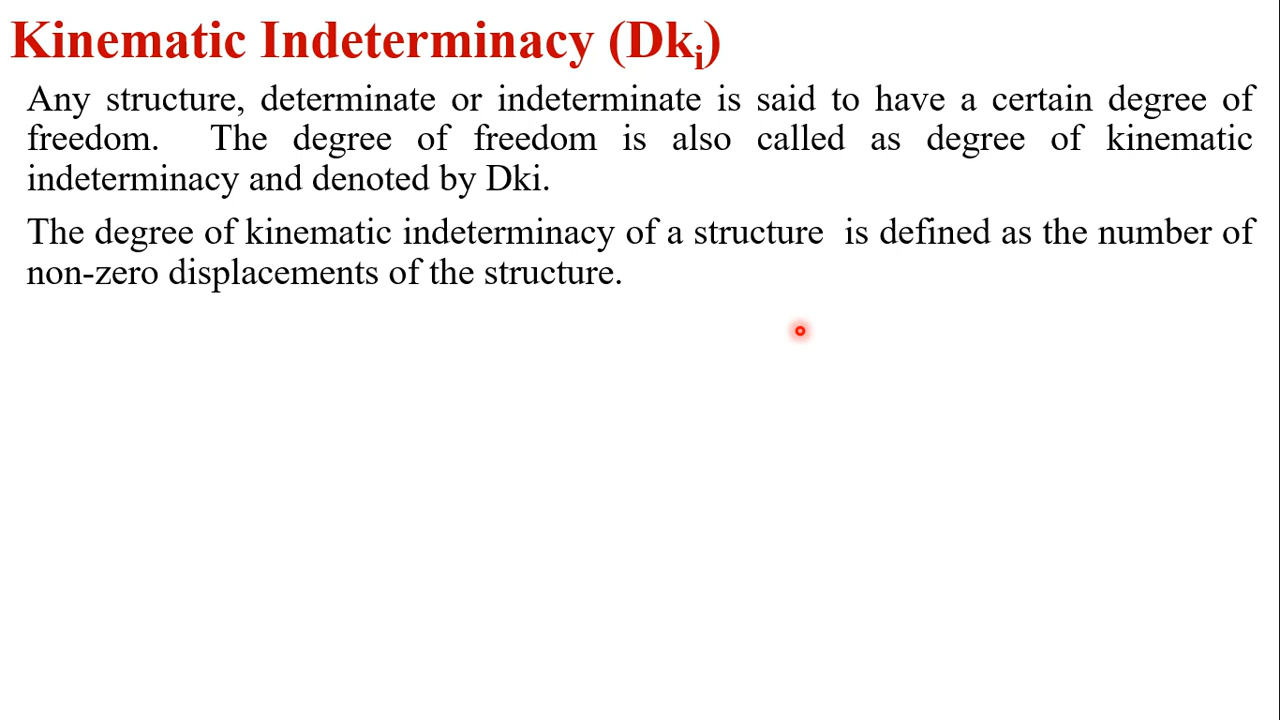 Kinematic Indeterminacy (Dki)
Any structure, determinate or indeterminate is said to have a certain degree of
freedom. The degree of freedom is also called as degree of kinematic
indeterminacy and denoted by Dki.
The degree of kinematic indeterminacy of a structure is defined as the number of
non-zero displacements of the structure.